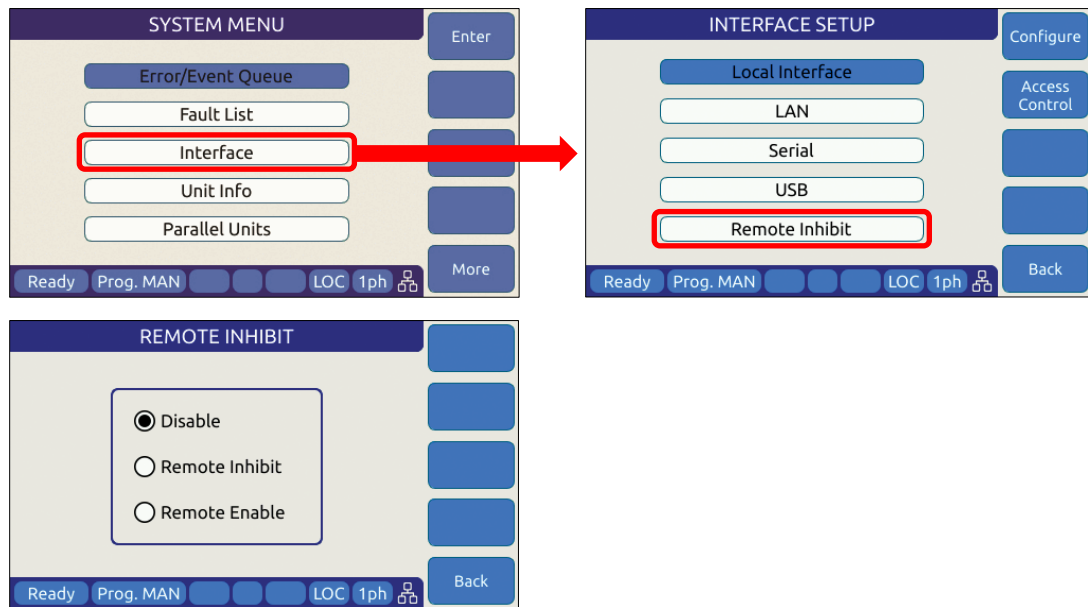 SYSTEM MENU
Enter
Error/Event Queue
Fault List
Interface
Unit Info
Parallel Units
More
Ready Prog. MAN LOC 1ph
INTERFACE SETUP
Configure
Local Interface
Access
Control
LAN
Serial
USB
Remote Inhibit
Back
Ready Prog. MAN LOC 1ph
REMOTE INHIBIT
Disable
Remote Inhibit
Remote Enable
Back
Ready Prog. MAN LOC 1ph